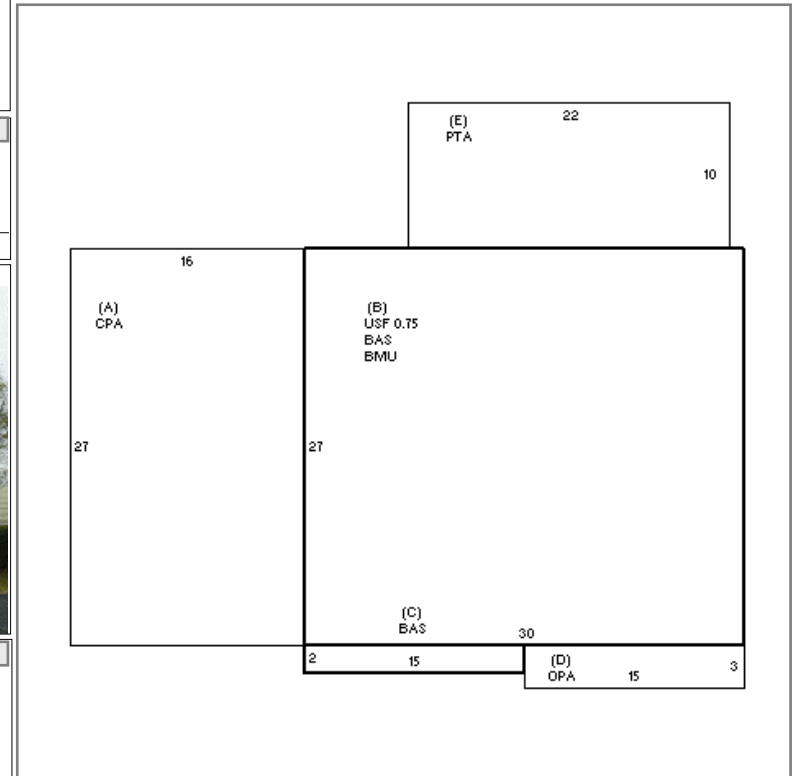 (E)
PTA
22
10
16
(A)
CPA
(B)
USF 0.75
BAS
BMU
27
27
(C)
BAS
30
2
15
(D)
OPA
15
3